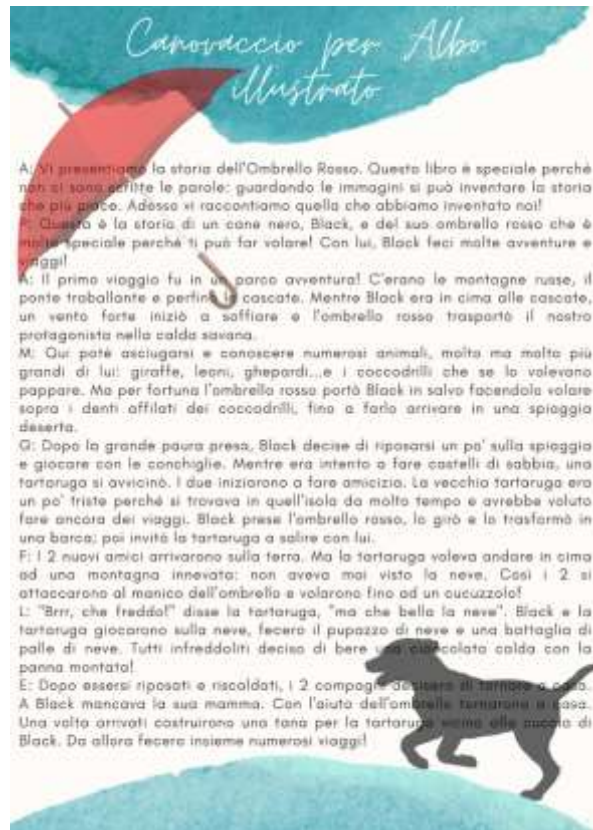 Canovaccio per Albo
illustrato
A: Vi presentiamo la storia dell'Ombrello Rosso. Questo libro è speciale perchè
non ci sono scritte le parole: guardando le immagini si può inventare la storia
che più piace. Adesso vi raccontiamo quella che abbiamo inventato noi!
Questa è la storia di un cane nero, Black, e del suo ombrello rosso che è
molto speciale perchè ti può far volare! Con lui, Black feci molte avventure e
viaggi!
A: Il primo viaggio fu in un parco avventura! C'erano le montagne russe, il
ponte traballante e perfino le cascate. Mentre Black era in cima alle cascate,
un vento forte iniziò a soffiare e l'ombrello rosso trasportò il nostro
protagonista nella calda savana.
M: Qui potè asciugarsi e conoscere numerosi animali, molto ma molto più
grandi di lui: giraffe, leoni, ghepardi...e i coccodrilli che se lo volevano
pappare. Ma per fortuna l'ombrello rosso portò Black in salvo facendolo volare
sopra i denti affilati dei coccodrilli, fino a farlo arrivare in una spiaggia
deserta.
G: Dopo la grande paura presa, Black decise di riposarsi un po' sulla spiaggia
e giocare con le conchiglie. Mentre era intento a fare castelli di sabbia, una
tartaruga si avvicinò. I due iniziarono a fare amicizia. La vecchia tartaruga era
un po' triste perchè si trovava in quell'isola da molto tempo e avrebbe voluto
fare ancora dei viaggi. Black prese l'ombrello rosso, lo girò e lo trasformò in
una barca; poi invitò la tartaruga a salire con lui.
F: I 2 nuovi amici arrivarono sulla terra. Ma la tartaruga voleva andare in cima
ad una montagna innevata: non aveva mai visto la neve. Così i 2 si
attaccarono al manico dell'ombrello e volarono fino ad un cucuzzolo!
L: "Brrr, che freddo!" disse la tartaruga, "ma che bella la neve". Black e la
tartaruga giocarono sulla neve, fecero il pupazzo di neve e una battaglia di
palle di neve. Tutti infreddoliti deciso di bere una cioccolata calda con la
panna montata!
E: Dopo essersi riposati e riscaldati, i 2 compagni decisero di tornare a casa.
A Black mancava la sua mamma. Con l'aiuto dell'ombrello tornarono a casa.
Una volta arrivati costruirono una tana per la tartaruga vicino alla cuccia di
Black. Da allora fecero insieme numerosi viaggi!